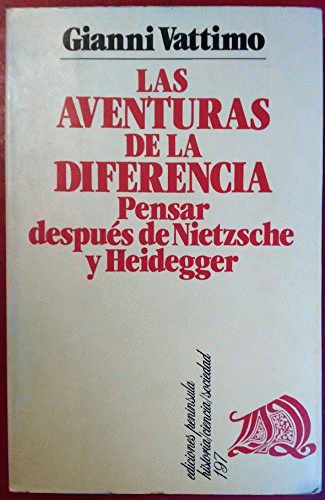 Gianni Vattimo
LAS
AVENTURAS
DE LA
DIFERENCIA
Pensar
después de Nietzsche
y Heidegger
ediciones península
historia/ciencia/sociedad
197